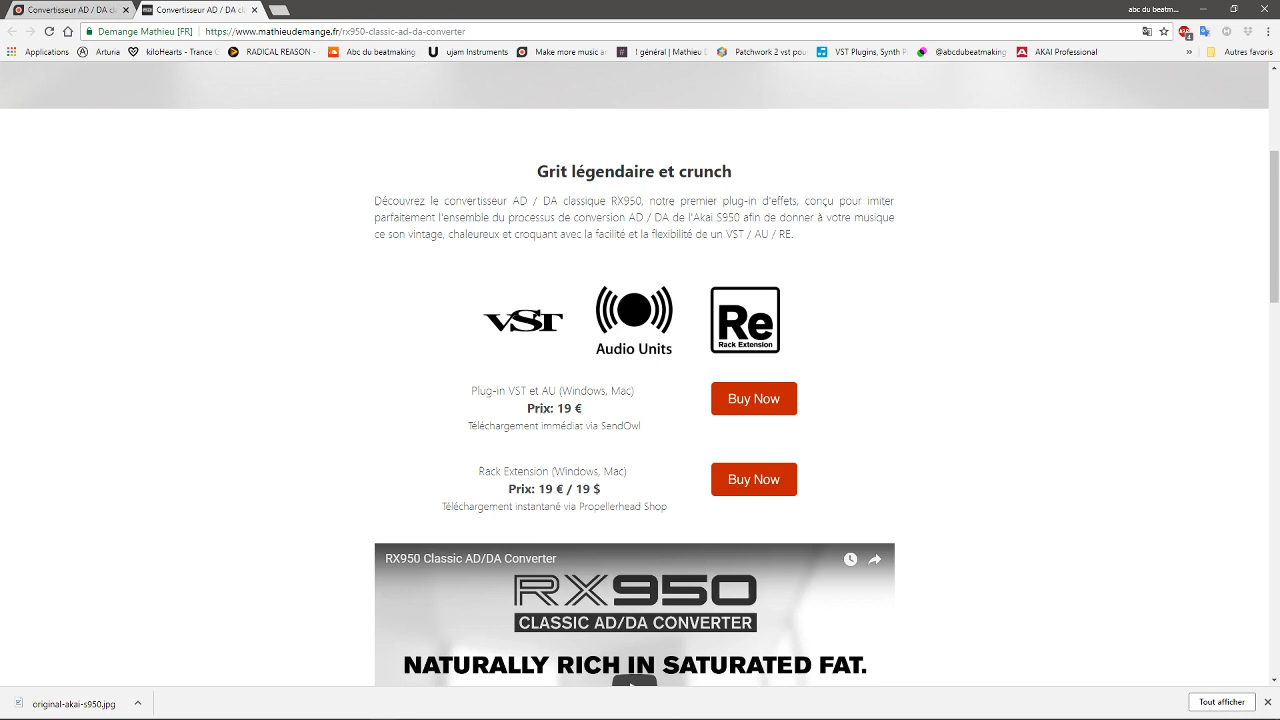 Convertisseur AD / DA cl
Convertisseur AD / DA cl
abc du beatm...
Demange Mathieu [FR]
https://www.mathieudemange.fr/rx950-classic-ad-da-converter
Applications
Arturia
kiloHearts - Trance G
RADICAL REASON -
Abc du beatmaking
ujam Instruments
Make more music an
! général | Mathieu D
Patchwork 2 vst pou
VST Plugins, Synth P
@abcdubeatmaking
AKAI Professional
»
Autres favoris
Grit légendaire et crunch
Découvrez le convertisseur AD / DA classique RX950, notre premier plug-in d'effets, conçu pour imiter
parfaitement l'ensemble du processus de conversion AD / DA de l'Akai S950 afin de donner à votre musique
ce son vintage, chaleureux et croquant avec la facilité et la flexibilité de un VST / AU / RE.
VST
Audio Units
Re
Rack Extension
Plug-in VST et AU (Windows, Mac)
Prix: 19 €
Téléchargement immédiat via SendOwl
Buy Now
Rack Extension (Windows, Mac)
Prix: 19 € / 19 $
Téléchargement instantané via Propellerhead Shop
Buy Now
RX950 Classic AD/DA Converter
RX950
CLASSIC AD/DA CONVERTER
NATURALLY RICH IN SATURATED FAT.
original-akai-s950.jpg
Tout afficher